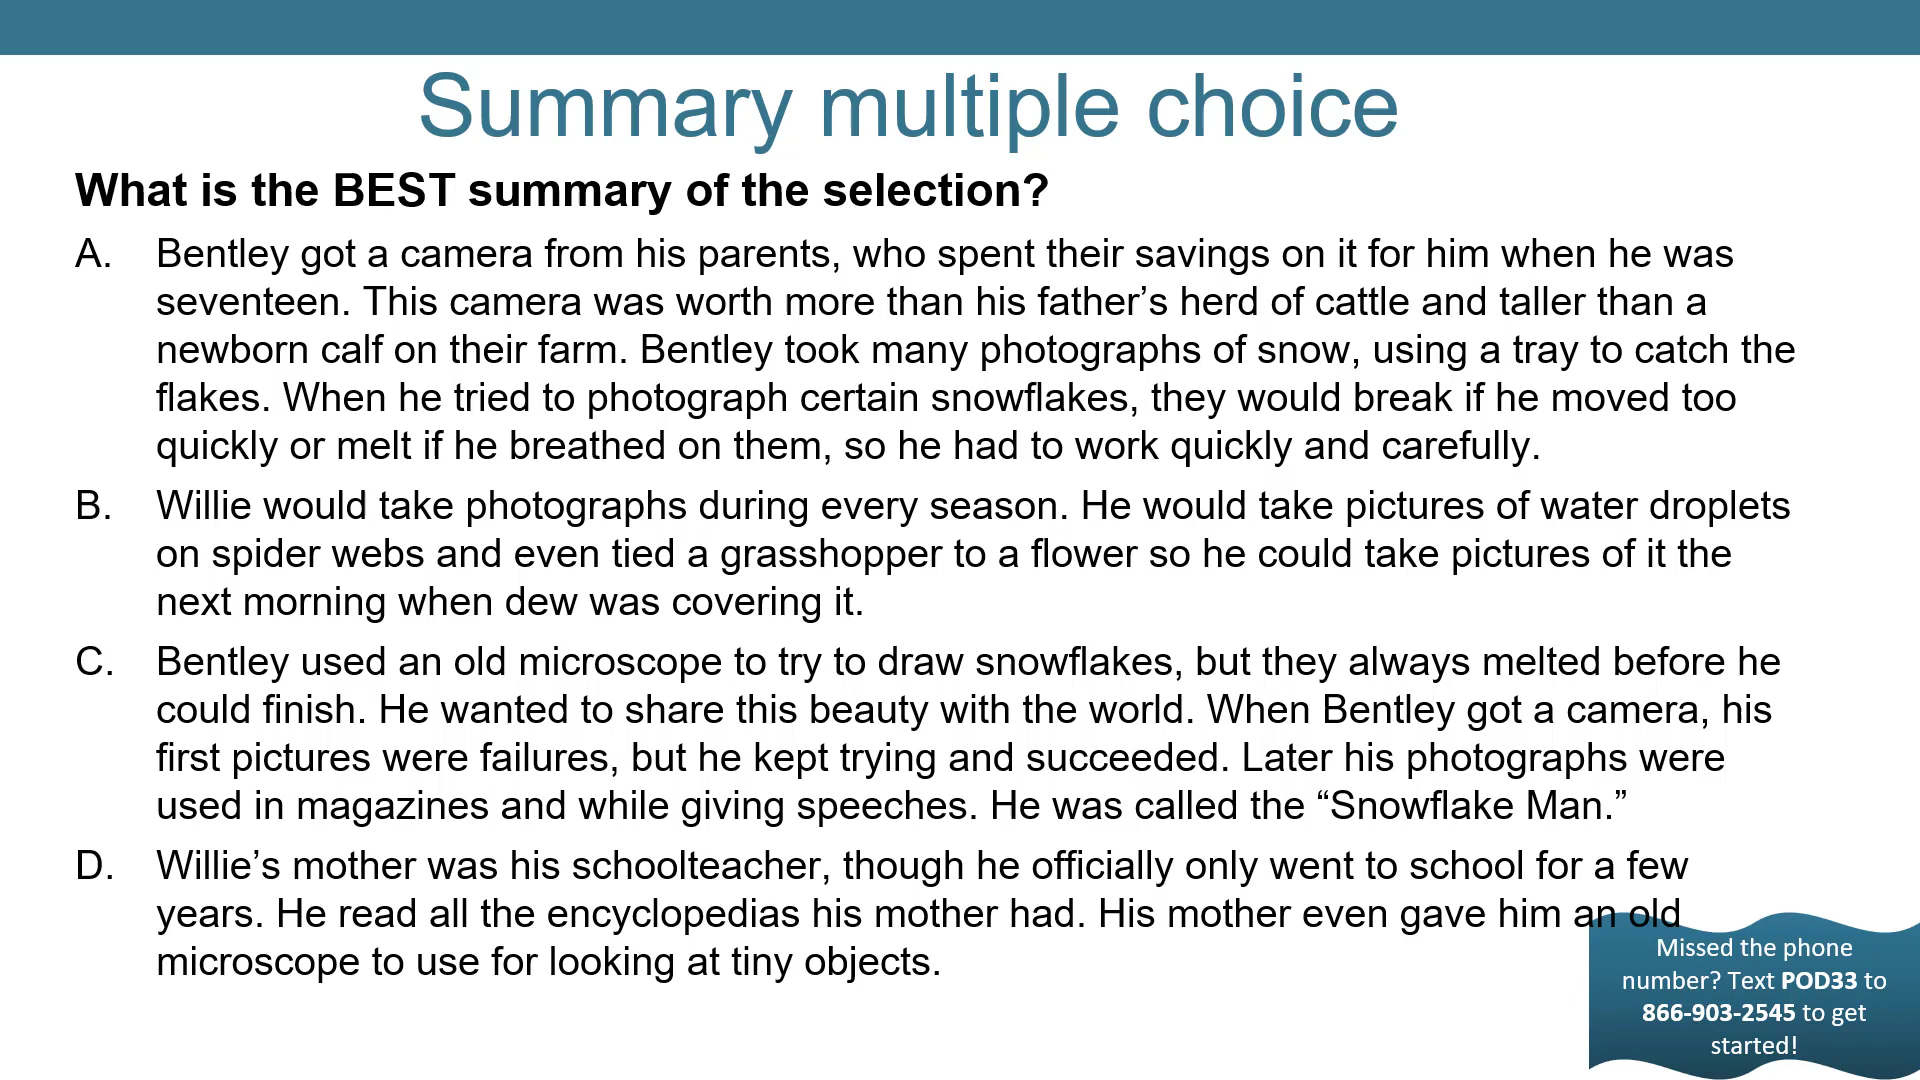 Summary multiple choice
What is the BEST summary of the selection?
A. Bentley got a camera from his parents, who spent their savings on it for him when he was
seventeen. This camera was worth more than his father’s herd of cattle and taller than a
newborn calf on their farm. Bentley took many photographs of snow, using a tray to catch the
flakes. When he tried to photograph certain snowflakes, they would break if he moved too
quickly or melt if he breathed on them, so he had to work quickly and carefully.
B. Willie would take photographs during every season. He would take pictures of water droplets
on spider webs and even tied a grasshopper to a flower so he could take pictures of it the
next morning when dew was covering it.
C. Bentley used an old microscope to try to draw snowflakes, but they always melted before he
could finish. He wanted to share this beauty with the world. When Bentley got a camera, his
first pictures were failures, but he kept trying and succeeded. Later his photographs were
used in magazines and while giving speeches. He was called the “Snowflake Man.”
D. Willie’s mother was his schoolteacher, though he officially only went to school for a few
years. He read all the encyclopedias his mother had. His mother even gave him an old
microscope to use for looking at tiny objects.
Missed the phone
number? Text POD33 to
866-903-2545 to get
started!